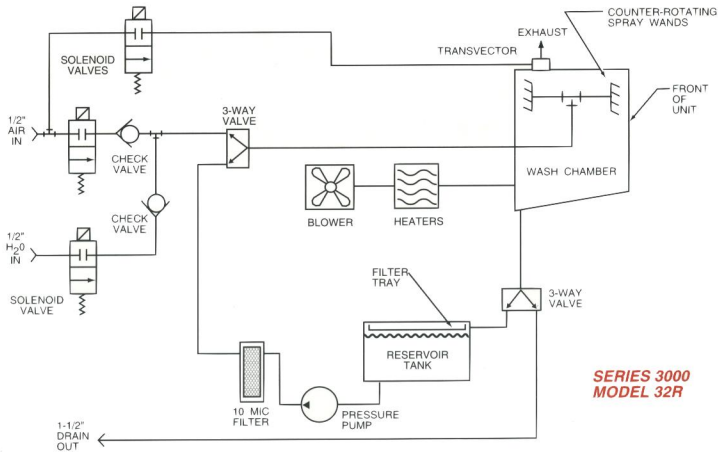 COUNTER-ROTATING
SPRAY WANDS
EXHAUST
TRANSVECTOR
SOLENOID
VALVES
FRONT
OF
UNIT
1/2"
AIR
IN
3-WAY
VALVE
CHECK
VALVE
WASH CHAMBER
CHECK
VALVE
BLOWER
HEATERS
1/2"
H20
IN
SOLENOID
VALVE
FILTER
TRAY
3-WAY
VALVE
RESERVOIR
TANK
SERIES 3000
MODEL 32R
10 MIC
FILTER
PRESSURE
PUMP
1-1/2"
DRAIN
OUT